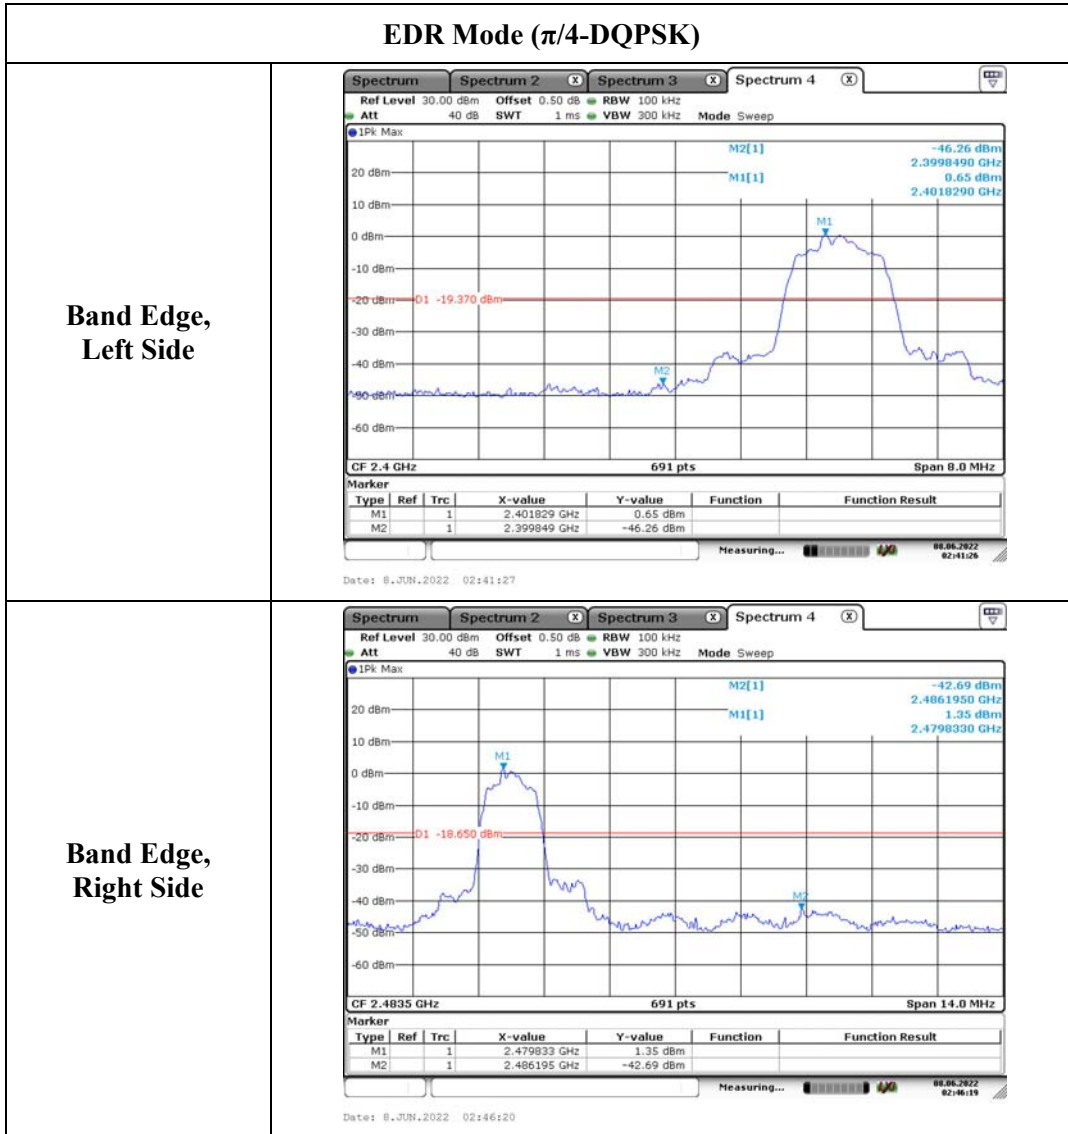 EDR Mode (π/4-DQPSK)
Band Edge,
Left Side
Spectrum Spectrum 2 X Spectrum 3 X Spectrum 4 X
Ref Level 30.00 dBm Offset 0.50 dB RBW 100 kHz
Att 40 dB SWT 1 ms VBW 300 kHz Mode Sweep
1Pk Max
M2[1] -46.26 dBm
2.3998490 GHz
M1[1] 0.65 dBm
2.4018290 GHz
20 dBm
10 dBm
M1
0 dBm
-10 dBm
-20 dBm D1 -19.370 dBm
-30 dBm
-40 dBm
M2
-50 dBm
-60 dBm
CF 2.4 GHz 691 pts Span 8.0 MHz
Marker
Type Ref Trc X-value Y-value Function Function Result
M1 1 2.401829 GHz 0.65 dBm
M2 1 2.399849 GHz -46.26 dBm
Measuring... 08.06.2022
02:41:26
Date: 8.JUN.2022 02:41:27
Band Edge,
Right Side
Spectrum Spectrum 2 X Spectrum 3 X Spectrum 4 X
Ref Level 30.00 dBm Offset 0.50 dB RBW 100 kHz
Att 40 dB SWT 1 ms VBW 300 kHz Mode Sweep
1Pk Max
M2[1] -42.69 dBm
2.4861950 GHz
M1[1] 1.35 dBm
2.4798330 GHz
20 dBm
10 dBm
M1
0 dBm
-10 dBm
-20 dBm D1 -18.650 dBm
-30 dBm
-40 dBm
M2
-50 dBm
-60 dBm
CF 2.4835 GHz 691 pts Span 14.0 MHz
Marker
Type Ref Trc X-value Y-value Function Function Result
M1 1 2.479833 GHz 1.35 dBm
M2 1 2.486195 GHz -42.69 dBm
Measuring... 08.06.2022
02:46:19
Date: 8.JUN.2022 02:46:20